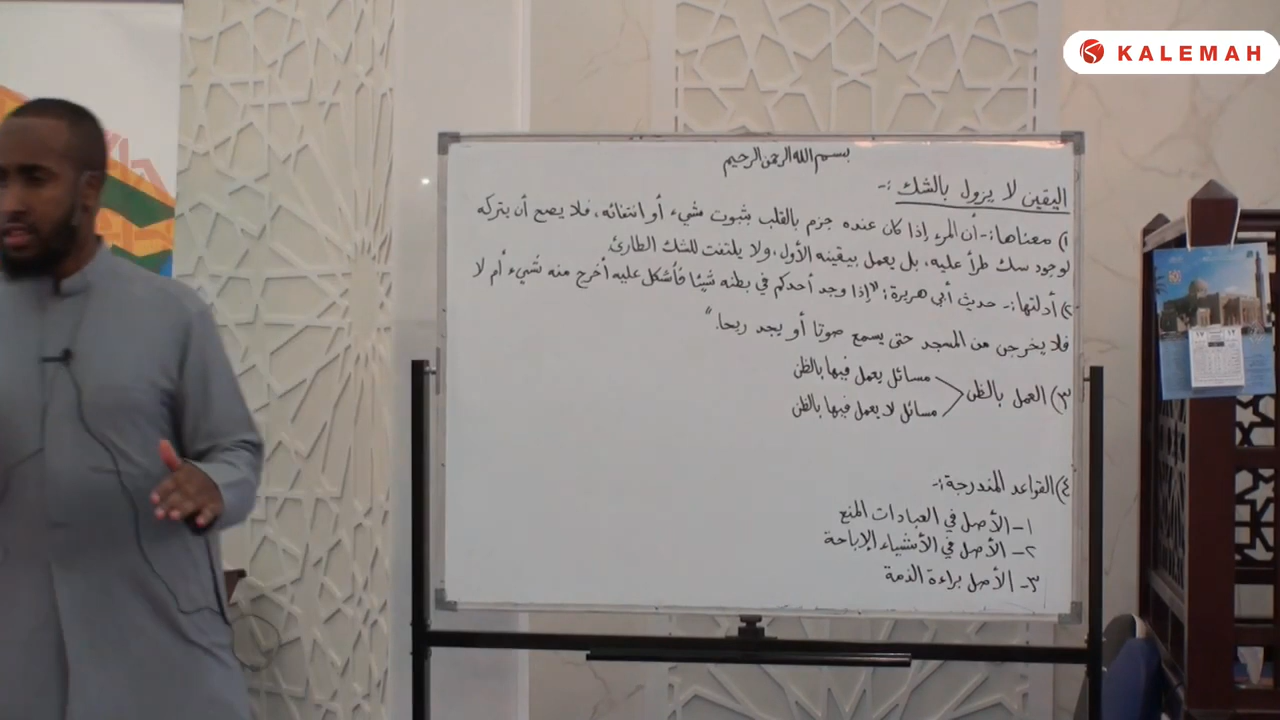 KALEMAH
بسم الله الرحمن الرحيم
اليقين لا يزول بالشك :-
١) معناها :- أن المرء إذا كان عنده جزم بالقلب بثبوت شيء أو انتفائه، فلا يصح أن يتركه
لوجود شك طرأ عليه، بل يعمل بيقينه الأول، ولا يلتفت للشك الطارئ
٢) أدلتها :- حديث أبي هريرة: "إذا وجد أحدكم في بطنه شيئا فأشكل عليه أخرج منه شيء أم لا
فلا يخرجن من المسجد حتى يسمع صوتا أو يجد ريحا."
٣) العمل بالظن
مسائل يعمل فيها بالظن
مسائل لا يعمل فيها بالظن
٤) القواعد المندرجة :-
١- الأصل في العبادات المنع
٢- الأصل في الأشياء الإباحة
٣- الأصل براءة الذمة